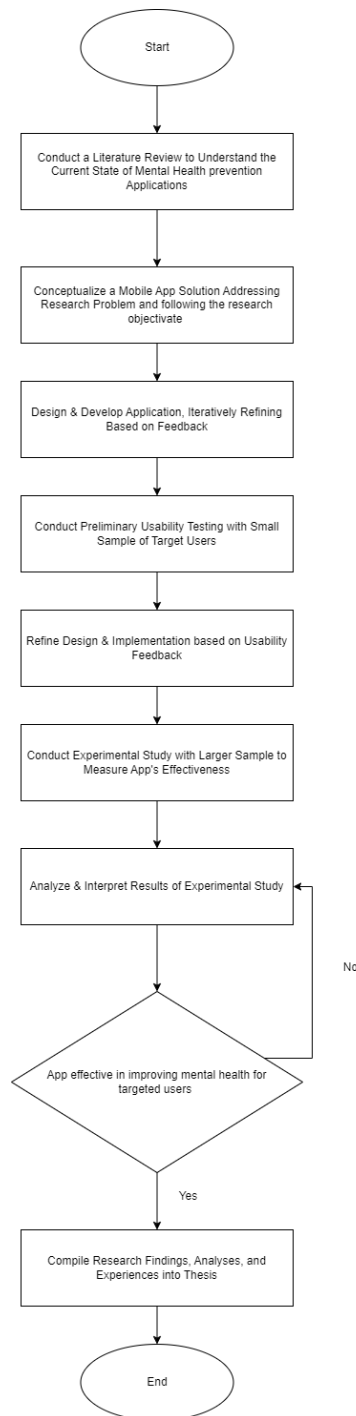 Start
Conduct a Literature Review to Understand the
Current State of Mental Health prevention
Applications
Conceptualize a Mobile App Solution Addressing
Research Problem and following the research
objectivate
Design & Develop Application, Iteratively Refining
Based on Feedback
Conduct Preliminary Usability Testing with Small
Sample of Target Users
Refine Design & Implementation based on Usability
Feedback
Conduct Experimental Study with Larger Sample to
Measure App's Effectiveness
Analyze & Interpret Results of Experimental Study
No
App effective in improving mental health for
targeted users
Yes
Compile Research Findings, Analyses, and
Experiences into Thesis
End